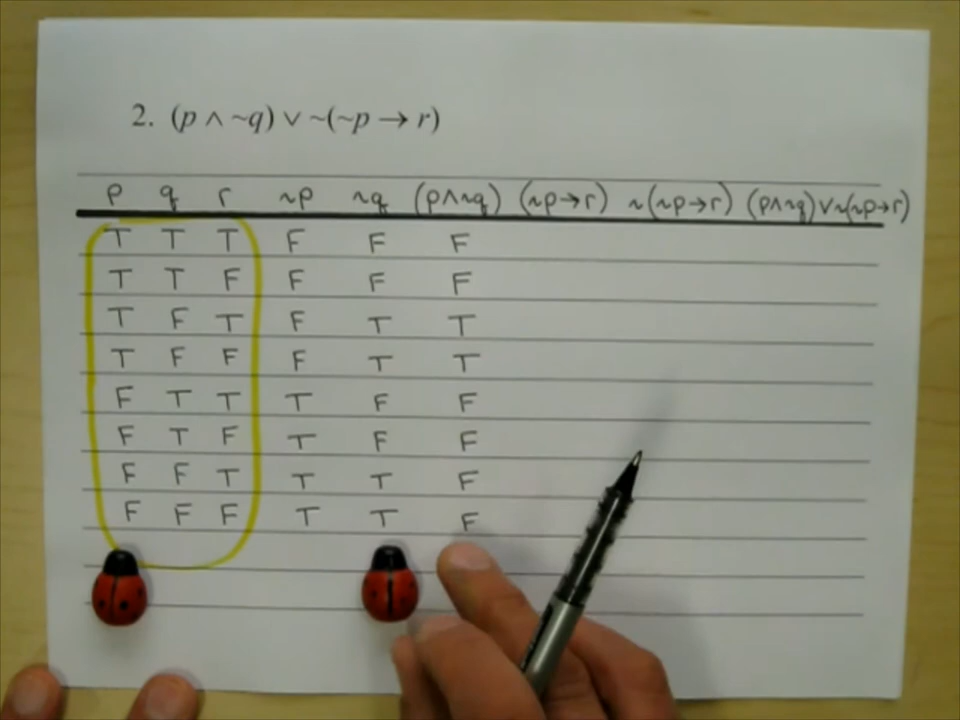 2. (p ∧ ~q) ∨ ~(~p → r)
p q r ~p ~q (p∧~q) (~p→r) ~(~p→r) (p∧~q)∨~(~p→r)
T T T F F F
T T F F F F
T F T F T T
T F F F T T
F T T T F F
F T F T F F
F F T T T F
F F F T T F